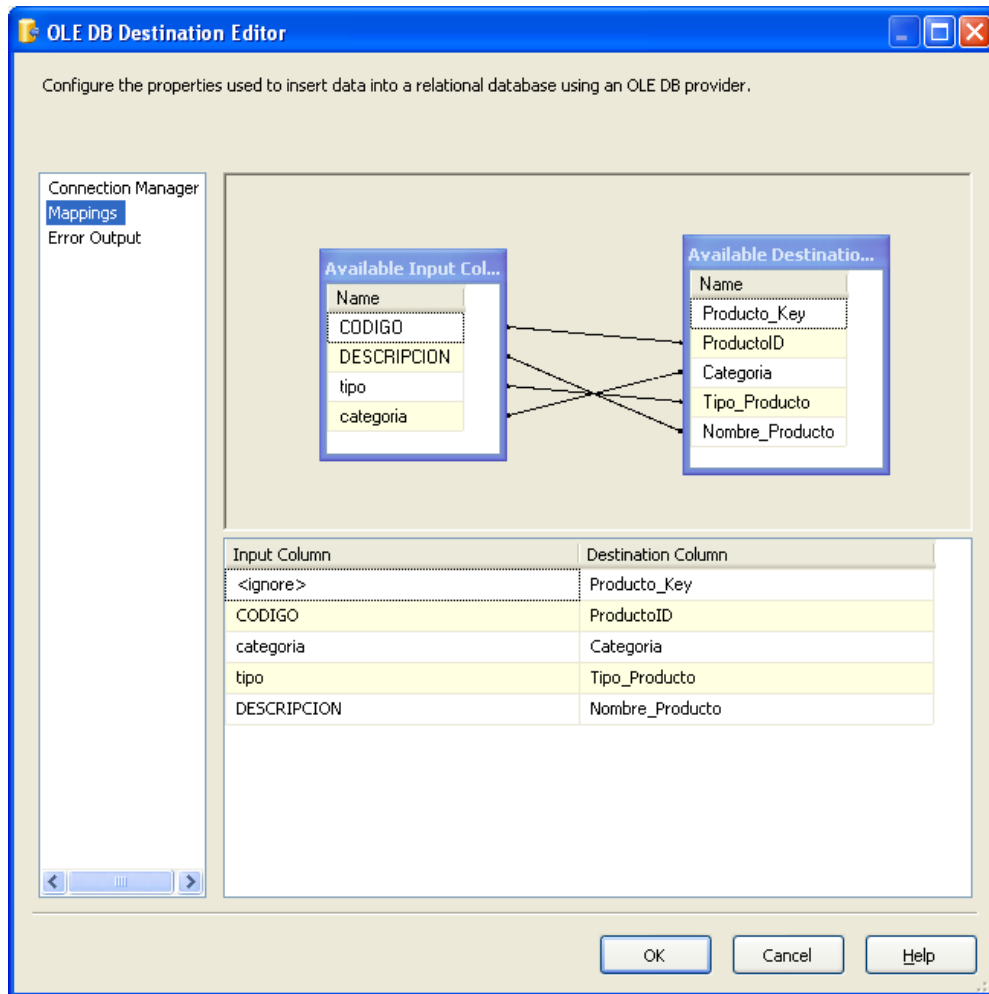 OLE DB Destination Editor
Configure the properties used to insert data into a relational database using an OLE DB provider.
Connection Manager
Mappings
Error Output
Available Input Col...
Name
CODIGO
DESCRIPCION
tipo
categoria
Available Destinatio...
Name
Producto_Key
ProductoID
Categoria
Tipo_Producto
Nombre_Producto
Input Column Destination Column
<ignore> Producto_Key
CODIGO ProductoID
categoria Categoria
tipo Tipo_Producto
DESCRIPCION Nombre_Producto
OK Cancel Help